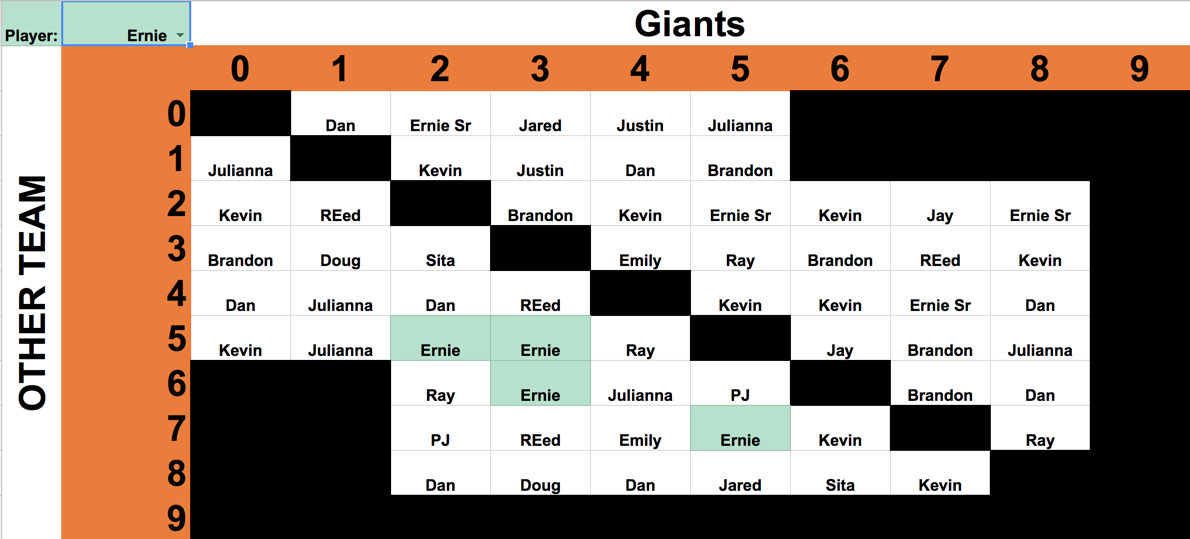 Giants
Player: Ernie
0 1 2 3 4 5 6 7 8 9
OTHER TEAM
0 Dan Ernie Sr Jared Justin Julianna
1 Julianna Kevin Justin Dan Brandon
2 Kevin REed Brandon Kevin Ernie Sr Kevin Jay Ernie Sr
3 Brandon Doug Sita Emily Ray Brandon REed Kevin
4 Dan Julianna Dan REed Kevin Kevin Ernie Sr Dan
5 Kevin Julianna Ernie Ernie Ray Jay Brandon Julianna
6 Ray Ernie Julianna PJ Brandon Dan
7 PJ REed Emily Ernie Kevin Ray
8 Dan Doug Dan Jared Sita Kevin
9